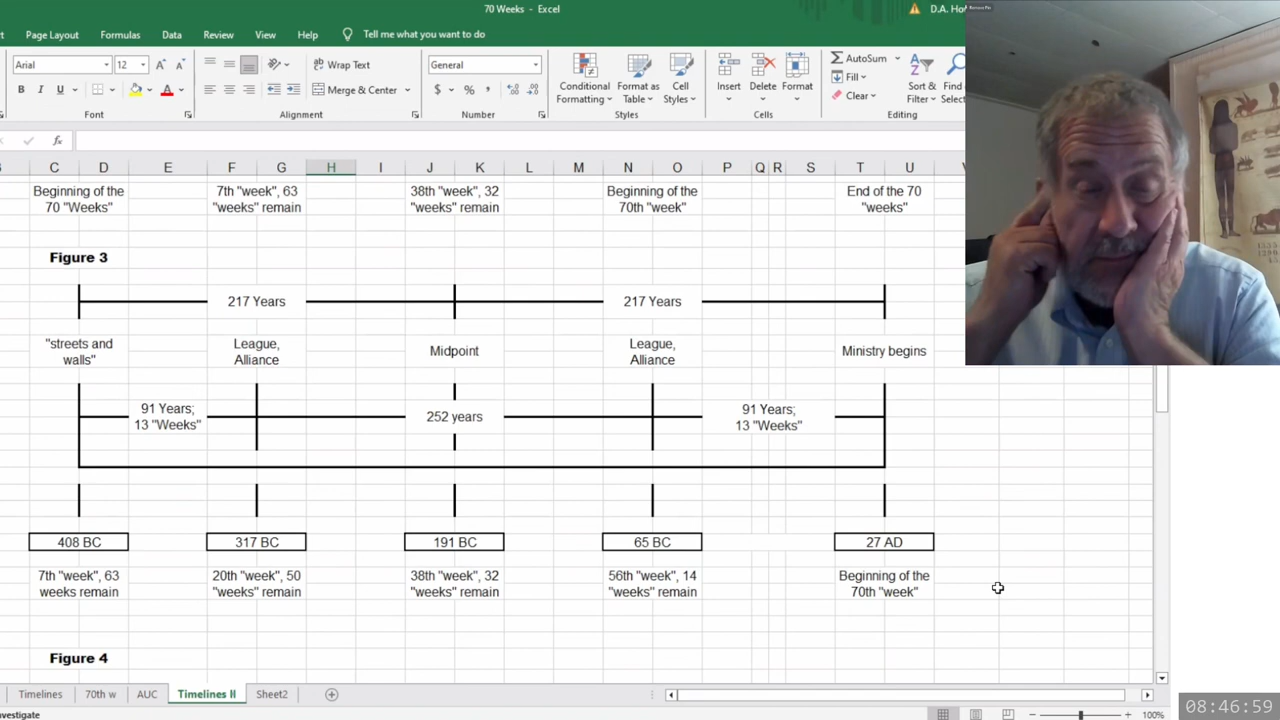 70 Weeks - Excel
D.A. Ho
Page Layout Formulas Data Review View Help Tell me what you want to do
Arial 12 A A Wrap Text General AutoSum
Fill
B I U A Merge & Center $ % Conditional Formatting Format as Table Cell Styles Insert Delete Format Clear Sort & Filter Find Selec
Font Alignment Number Styles Cells Editing
fx
C D E F G H I J K L M N O P Q R S T U V
Beginning of the 7th "week", 63 38th "week", 32 Beginning of the End of the 70
70 "Weeks" "weeks" remain "weeks" remain 70th "week" "weeks"
Figure 3
217 Years 217 Years
"streets and League, Midpoint League, Ministry begins
walls" Alliance Alliance
91 Years; 252 years 91 Years;
13 "Weeks" 13 "Weeks"
408 BC 317 BC 191 BC 65 BC 27 AD
7th "week", 63 20th "week", 50 38th "week", 32 56th "week", 14 Beginning of the
weeks remain "weeks" remain "weeks" remain "weeks" remain 70th "week"
Figure 4
Timelines 70th w AUC Timelines II Sheet2
vestigate 100%
08:46:59